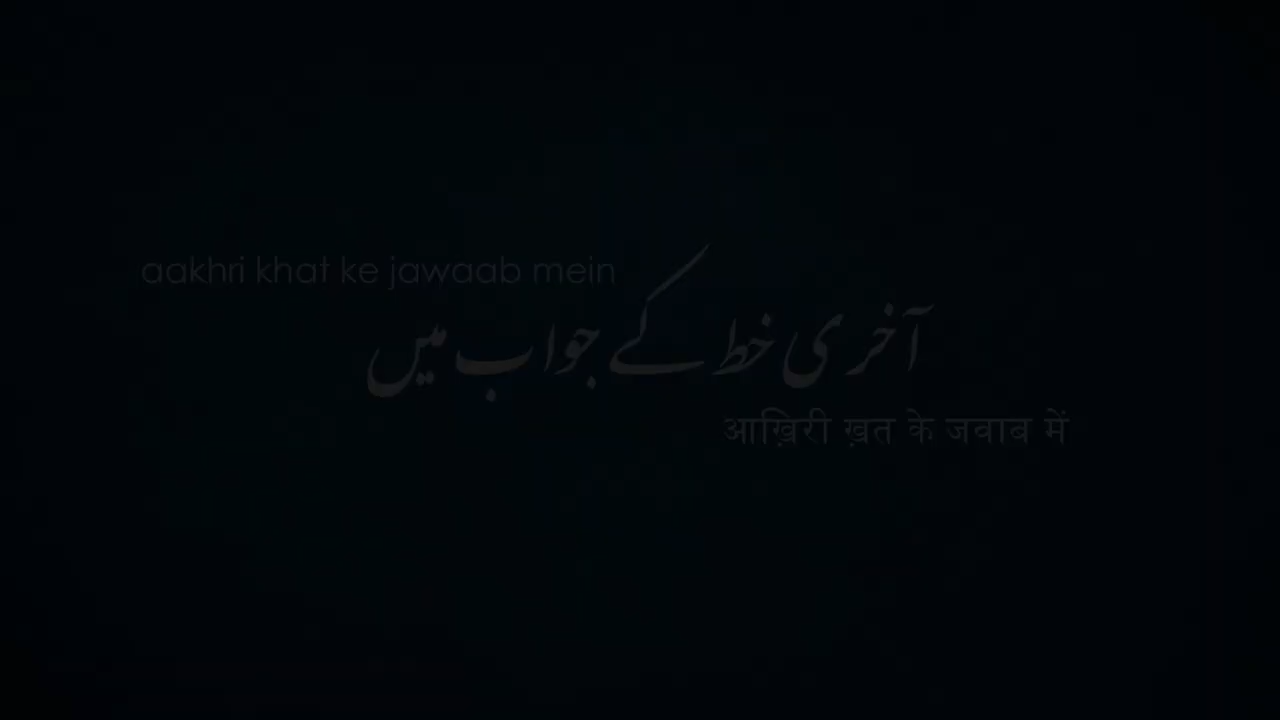 aakhri khat ke jawaab mein
آخری خط کے جواب میں
आख़िरी ख़त के जवाब में